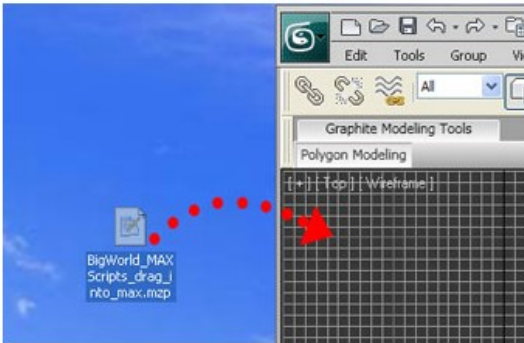 Edit Tools Group
All
Graphite Modeling Tools
Polygon Modeling
[ + ] [ Top ] [ Wireframe ]
BigWorld_MAX
Scripts_drag_i
nto_max.mzp